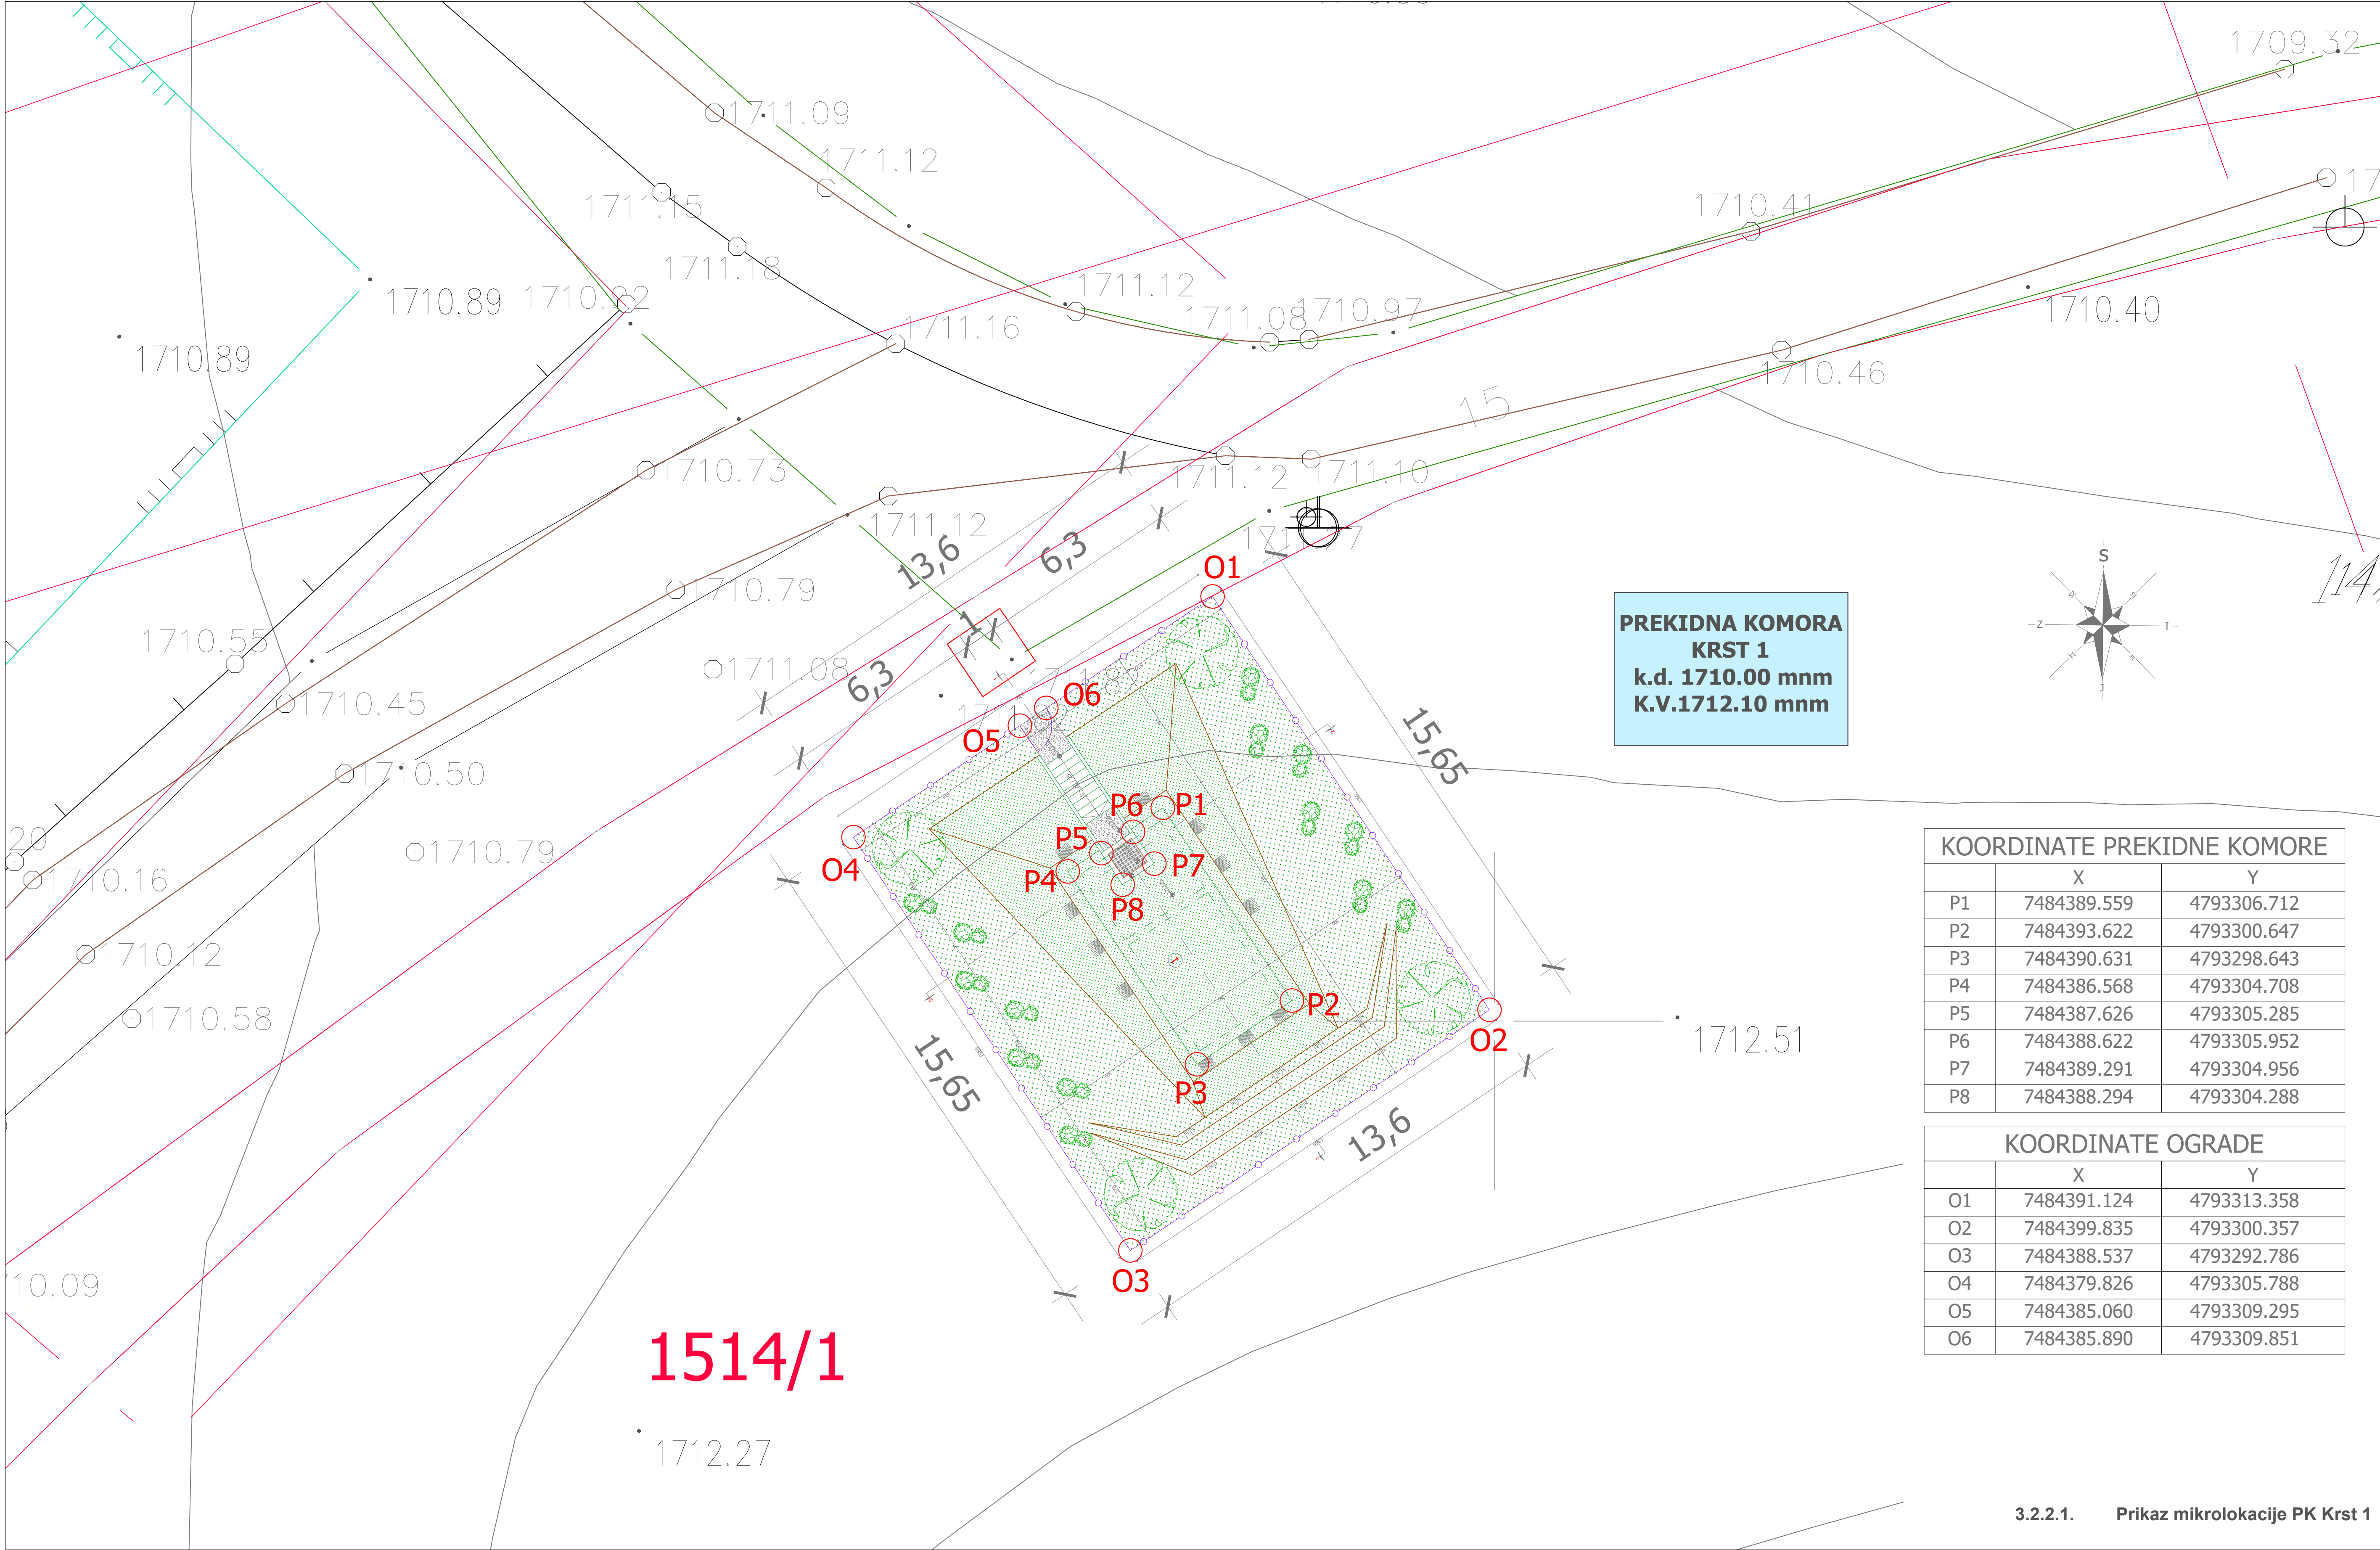 1709.32
1711.09
1711.12
1711.15
1710.41
1711.18
1711.12
1710.89
1710.92
1710.97
1711.08
1710.40
1711.16
1710.89
1710.46
15
1710.73
1711.12
1711.10
1711.12
13,6
6,3
O1
S
1710.79
1
PREKIDNA KOMORA
KRST 1
k.d. 1710.00 mnm
K.V.1712.10 mnm
Z
I
J
1710.55
1711.08
6,3
O6
1710.45
O5
15,65
1710.50
P6
P1
P5
20
1710.79
O4
P4
P7
1710.16
P8
1710.12
1710.58
P2
O2
1712.51
15,65
P3
13,6
O3
710.09
1514/1
1712.27
KOORDINATE PREKIDNE KOMORE
X Y
P1 7484389.559 4793306.712
P2 7484393.622 4793300.647
P3 7484390.631 4793298.643
P4 7484386.568 4793304.708
P5 7484387.626 4793305.285
P6 7484388.622 4793305.952
P7 7484389.291 4793304.956
P8 7484388.294 4793304.288
KOORDINATE OGRADE
X Y
O1 7484391.124 4793313.358
O2 7484399.835 4793300.357
O3 7484388.537 4793292.786
O4 7484379.826 4793305.788
O5 7484385.060 4793309.295
O6 7484385.890 4793309.851
3.2.2.1. Prikaz mikrolokacije PK Krst 1